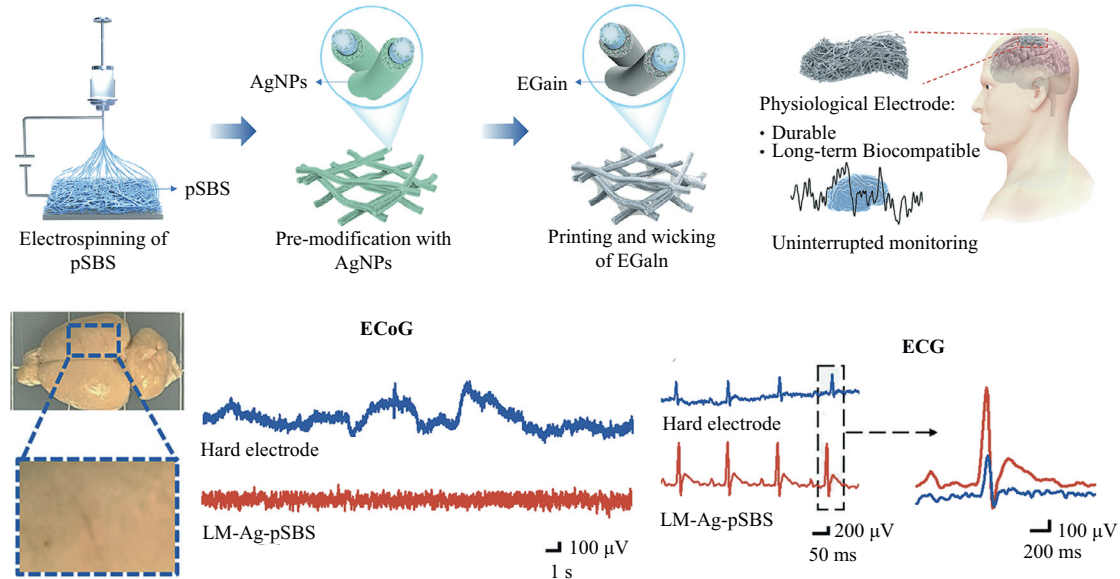 AgNPs
EGain
pSBS
Electrospinning of
pSBS
Pre-modification with
AgNPs
Printing and wicking
of EGaln
Physiological Electrode:
• Durable
• Long-term Biocompatible
Uninterrupted monitoring
ECoG
Hard electrode
LM-Ag-pSBS
100 μV
1 s
ECG
Hard electrode
LM-Ag-pSBS
200 μV
50 ms
100 μV
200 ms